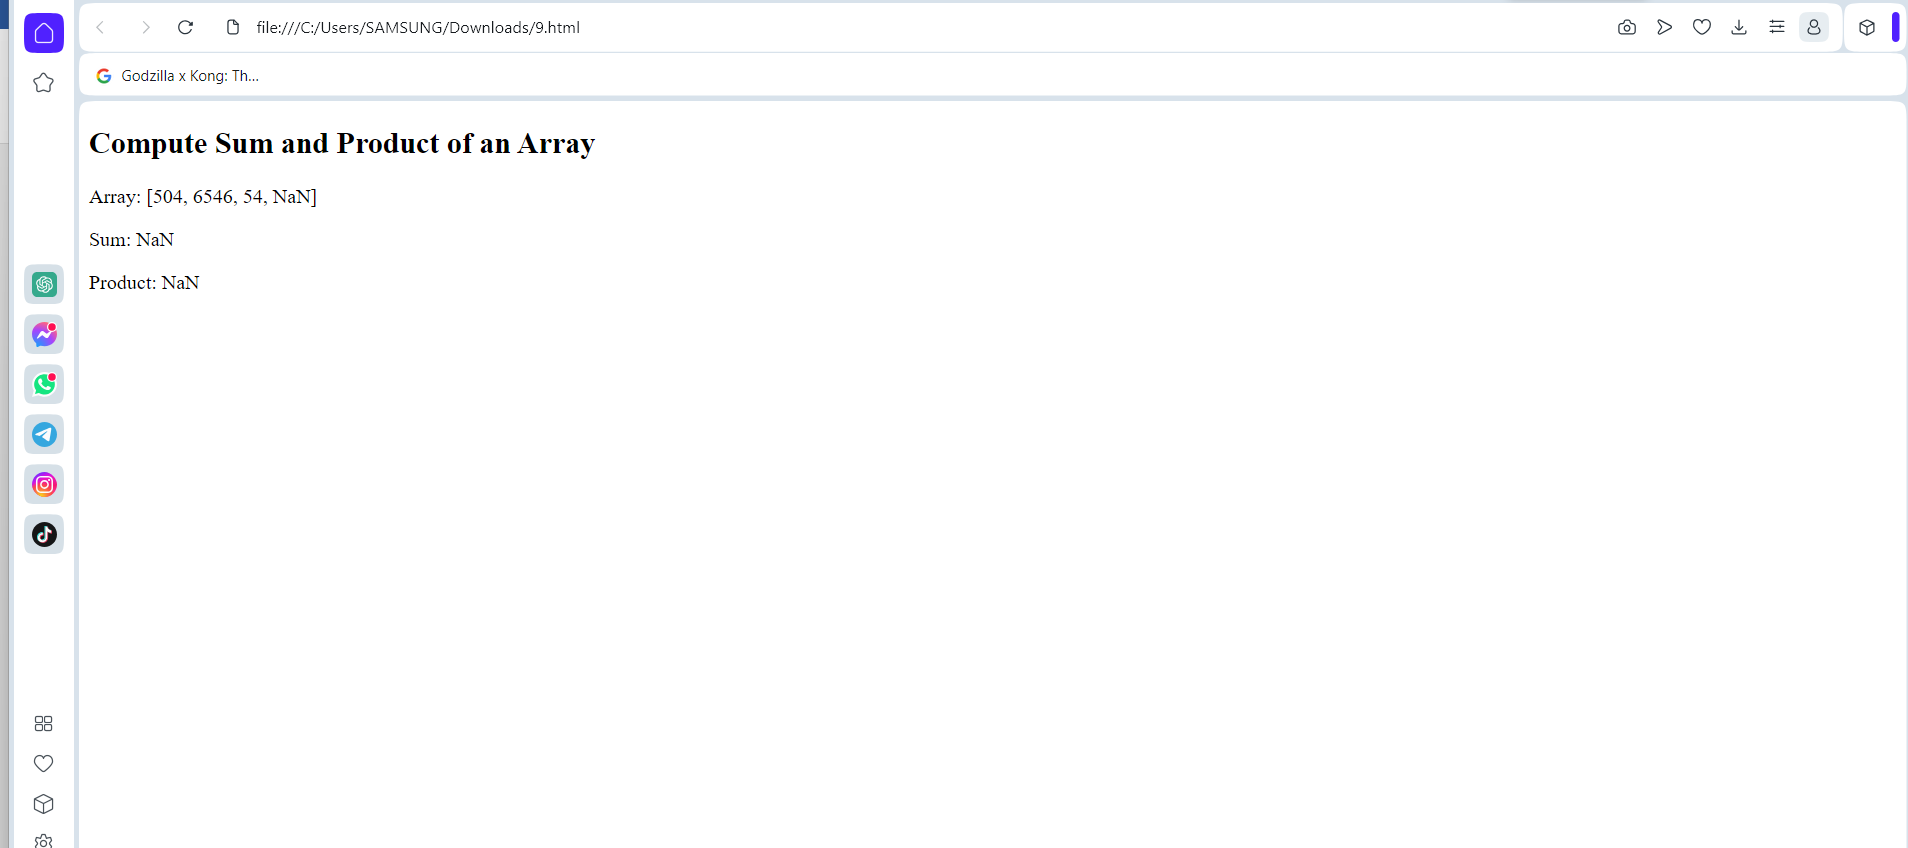 file:///C:/Users/SAMSUNG/Downloads/9.html
Godzilla x Kong: Th...
Compute Sum and Product of an Array
Array: [504, 6546, 54, NaN]
Sum: NaN
Product: NaN